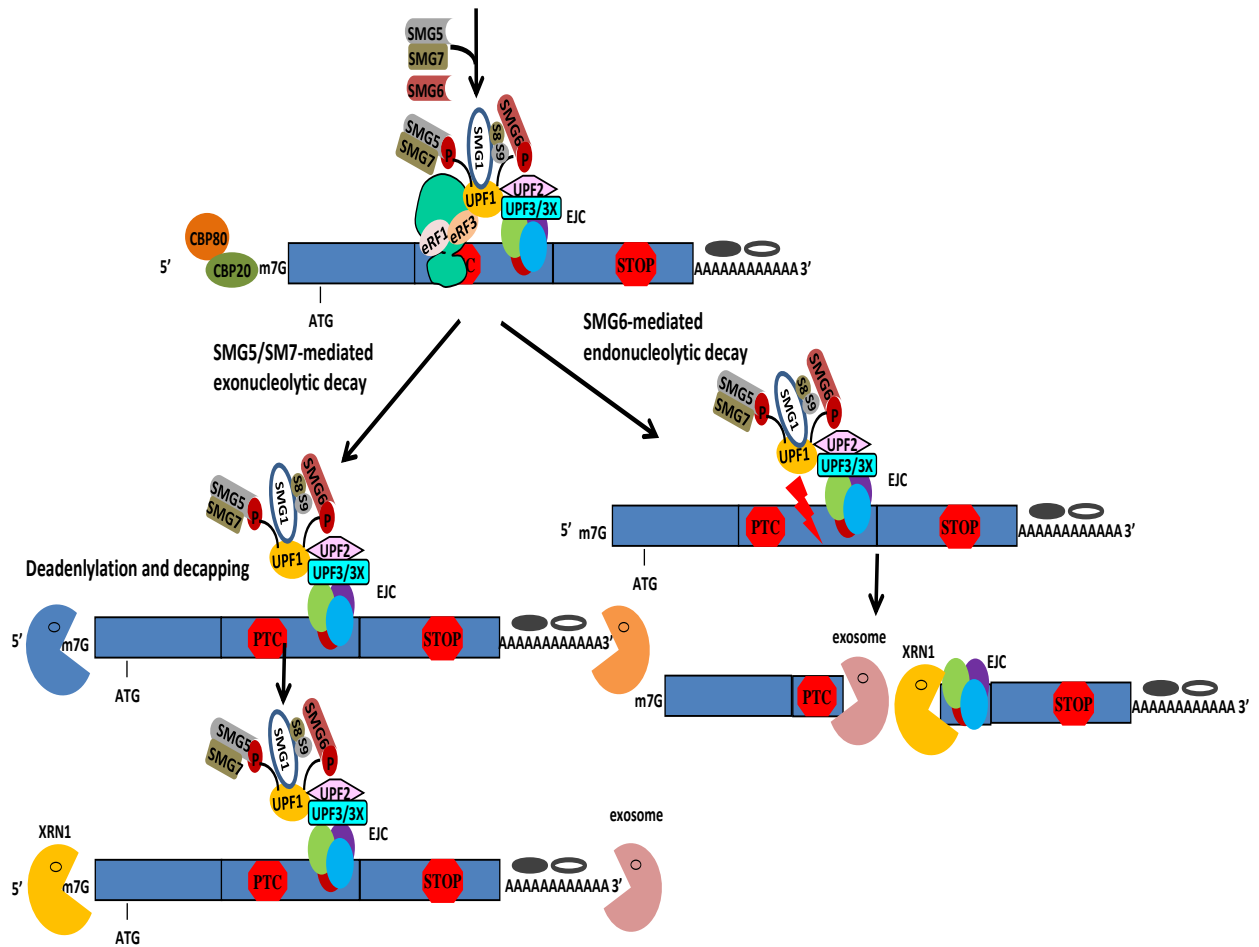 SMG5
SMG7
SMG6
SMG5
SMG7
P
SMG1
S8
S9
SMG6
P
UPF1
UPF2
UPF3/3X
EJC
eRF1
eRF3
CBP80
CBP20
5’
m7G
C
STOP
AAAAAAAAAAAA 3’
ATG
SMG5/SM7-mediated
exonucleolytic decay
SMG6-mediated
endonucleolytic decay
SMG5
SMG7
P
SMG1
S8
S9
SMG6
P
UPF1
UPF2
UPF3/3X
EJC
5’ m7G
PTC
STOP
AAAAAAAAAAAA 3’
ATG
SMG5
SMG7
P
SMG1
S8
S9
SMG6
P
UPF1
UPF2
UPF3/3X
EJC
Deadenlylation and decapping
5’
m7G
PTC
STOP
AAAAAAAAAAAA3’
ATG
exosome
XRN1
EJC
m7G
PTC
STOP
AAAAAAAAAAAA 3’
SMG5
SMG7
P
SMG1
S8
S9
SMG6
P
UPF1
UPF2
UPF3/3X
EJC
XRN1
exosome
5’
m7G
PTC
STOP
AAAAAAAAAAAA 3’
ATG